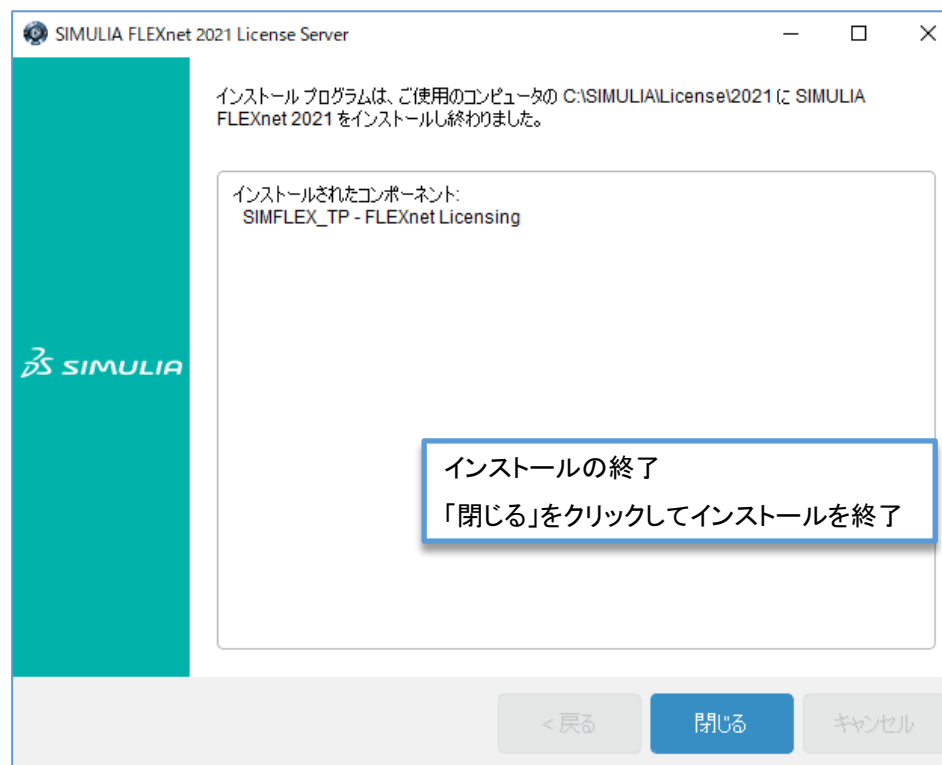 SIMULIA FLEXnet 2021 License Server
インストール プログラムは、ご使用のコンピュータの C:\SIMULIA\License\2021 に SIMULIA
FLEXnet 2021 をインストールし終わりました。
インストールされたコンポーネント:
SIMFLEX_TP - FLEXnet Licensing
SIMULIA
インストールの終了
「閉じる」をクリックしてインストールを終了
< 戻る
閉じる
キャンセル